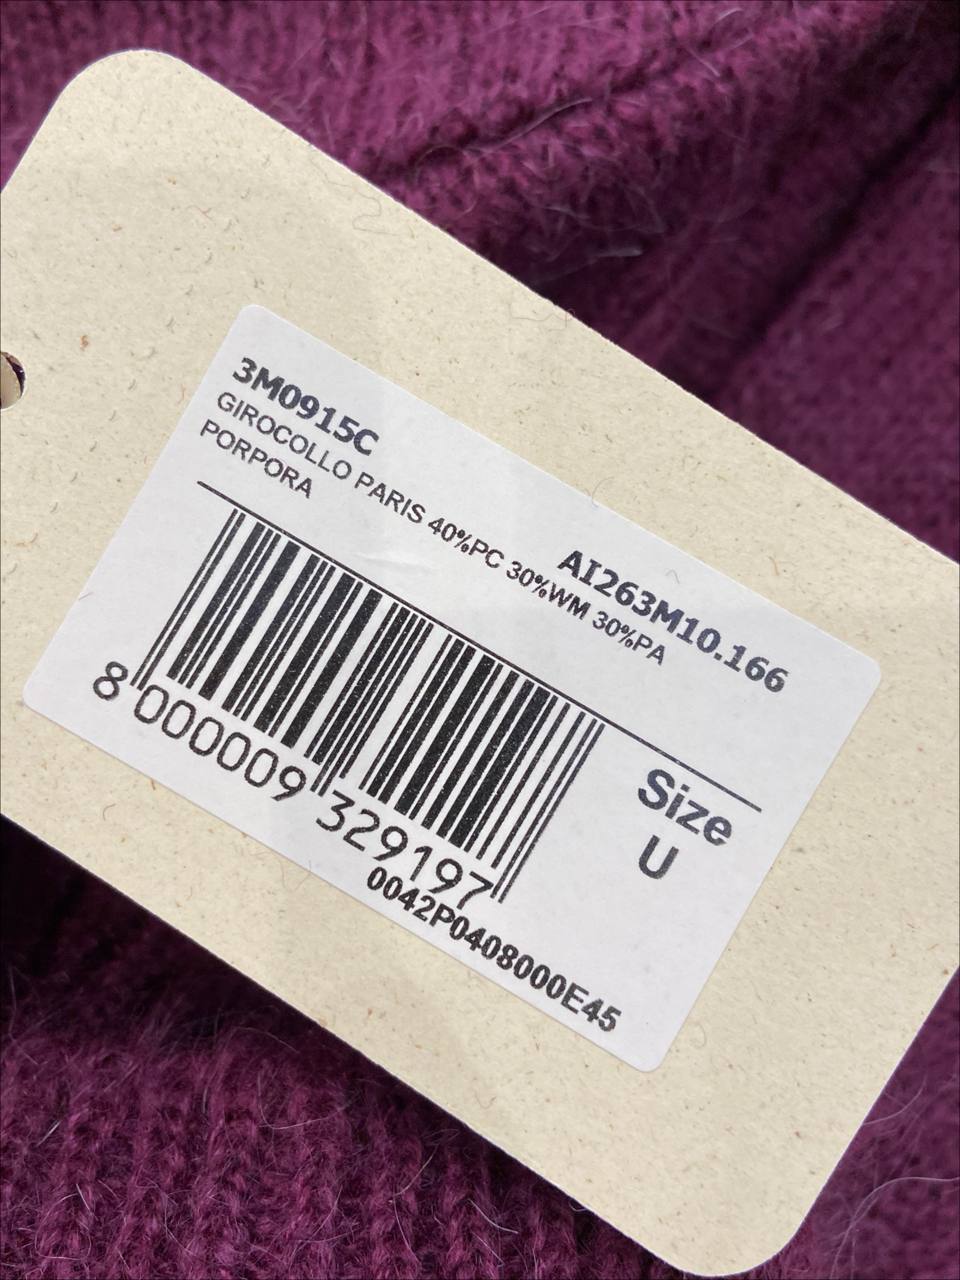 3M0915C
AI263M10.166
GIROCOLLO PARIS 40%PC 30%WM 30%PA
PORPORA
Size
U
8 000009 329197
0042P0408000E45